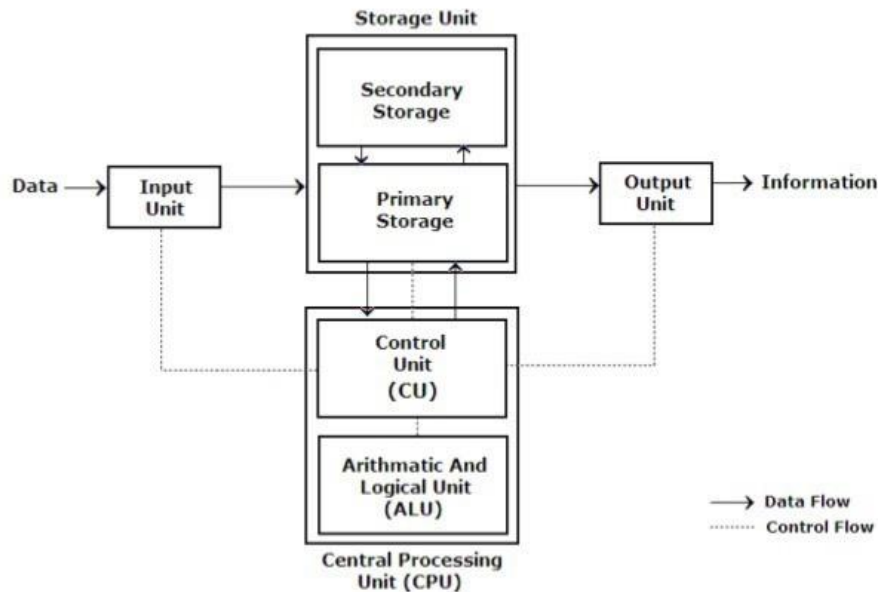 Storage Unit
Secondary
Storage
Data
Input
Unit
Primary
Storage
Output
Unit
Information
Control
Unit
(CU)
Arithmatic And
Logical Unit
(ALU)
Data Flow
Control Flow
Central Processing
Unit (CPU)